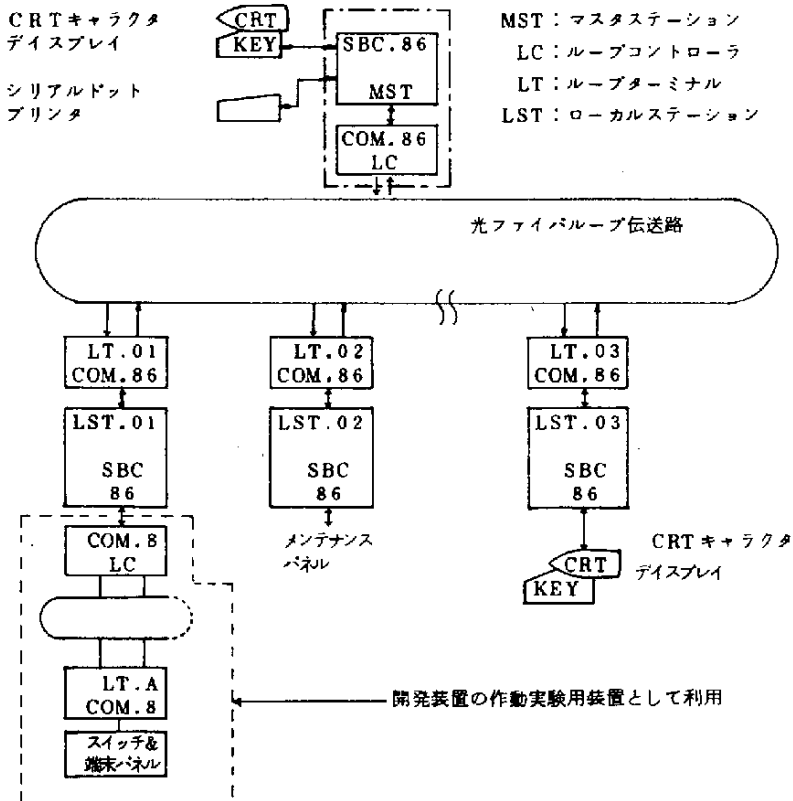 CRTキャラクタ
デイスプレイ
シリアルドット
プリンタ
CRT
KEY
SBC.86
MST
COM.86
LC
MST:マスタステーション
LC:ループコントローラ
LT:ループターミナル
LST:ローカルステーション
光ファイバループ伝送路
LT.01
COM.86
LT.02
COM.86
LT.03
COM.86
LST.01
SBC
86
LST.02
SBC
86
LST.03
SBC
86
COM.8
LC
メンテナンス
パネル
CRTキャラクタ
デイスプレイ
CRT
KEY
LT.A
COM.8
スイッチ&
端末パネル
開発装置の作動実験用装置として利用